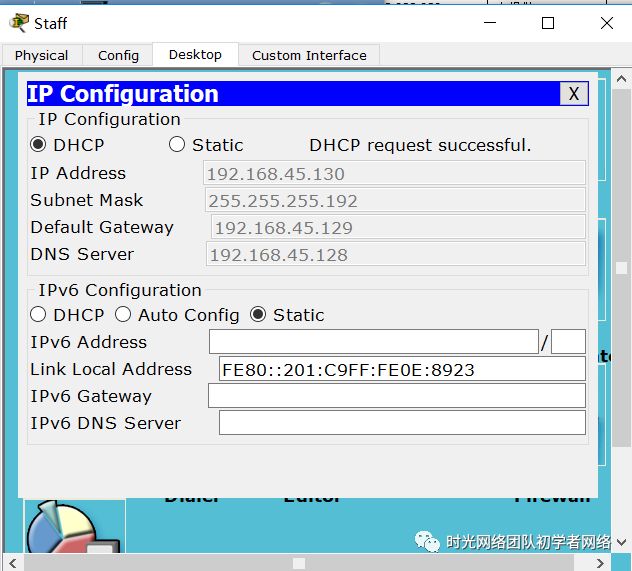 Staff
Physical Config Desktop Custom Interface
IP Configuration X
IP Configuration
DHCP Static DHCP request successful.
IP Address 192.168.45.130
Subnet Mask 255.255.255.192
Default Gateway 192.168.45.129
DNS Server 192.168.45.128
IPv6 Configuration
DHCP Auto Config Static
IPv6 Address /
Link Local Address FE80::201:C9FF:FE0E:8923
IPv6 Gateway
IPv6 DNS Server
Dialer Editor Firewall
时光网络团队初学者网络